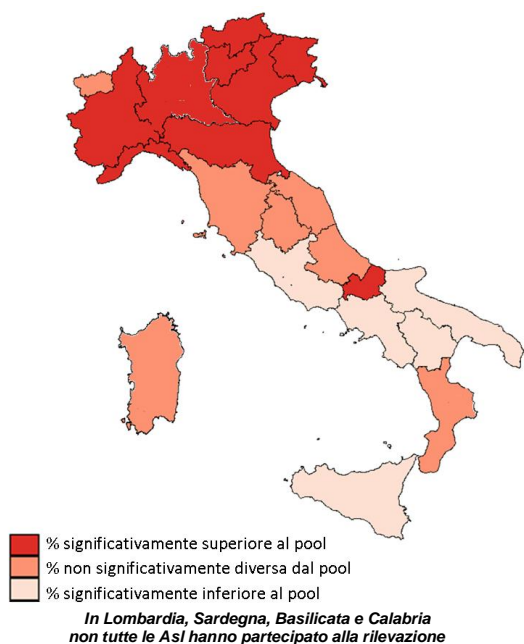 % significativamente superiore al pool
% non significativamente diversa dal pool
% significativamente inferiore al pool
In Lombardia, Sardegna, Basilicata e Calabria
non tutte le Asl hanno partecipato alla rilevazione